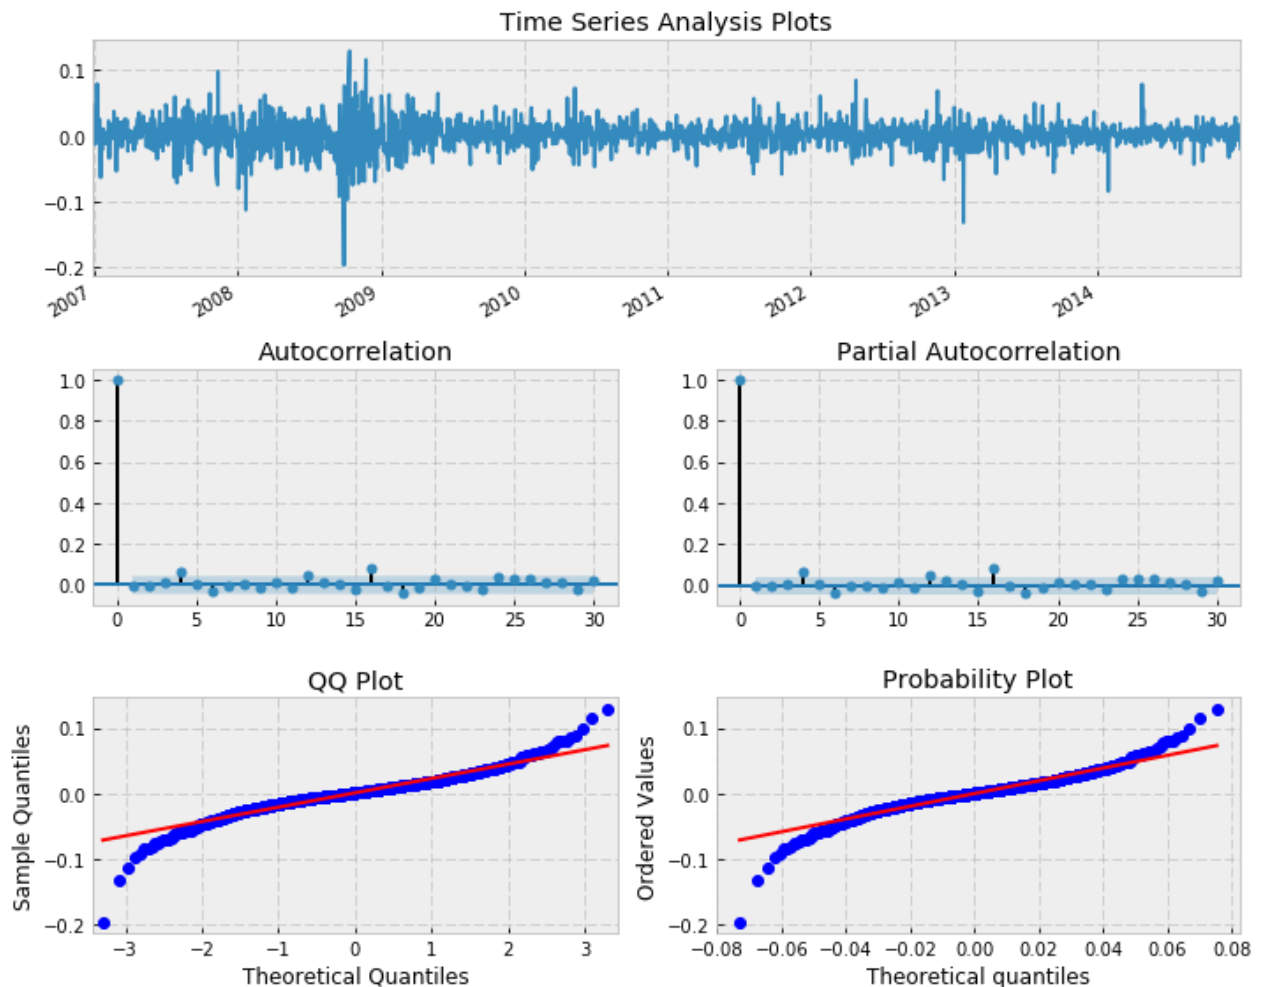 Time Series Analysis Plots
0.1
0.0
−0.1
−0.2
2007 2008 2009 2010 2011 2012 2013 2014
Autocorrelation
1.0
0.8
0.6
0.4
0.2
0.0
0 5 10 15 20 25 30
Partial Autocorrelation
1.0
0.8
0.6
0.4
0.2
0.0
0 5 10 15 20 25 30
QQ Plot
Sample Quantiles
0.1
0.0
−0.1
−0.2
−3 −2 −1 0 1 2 3
Theoretical Quantiles
Probability Plot
Ordered Values
0.1
0.0
−0.1
−0.2
−0.08 −0.06 −0.04 −0.02 0.00 0.02 0.04 0.06 0.08
Theoretical quantiles